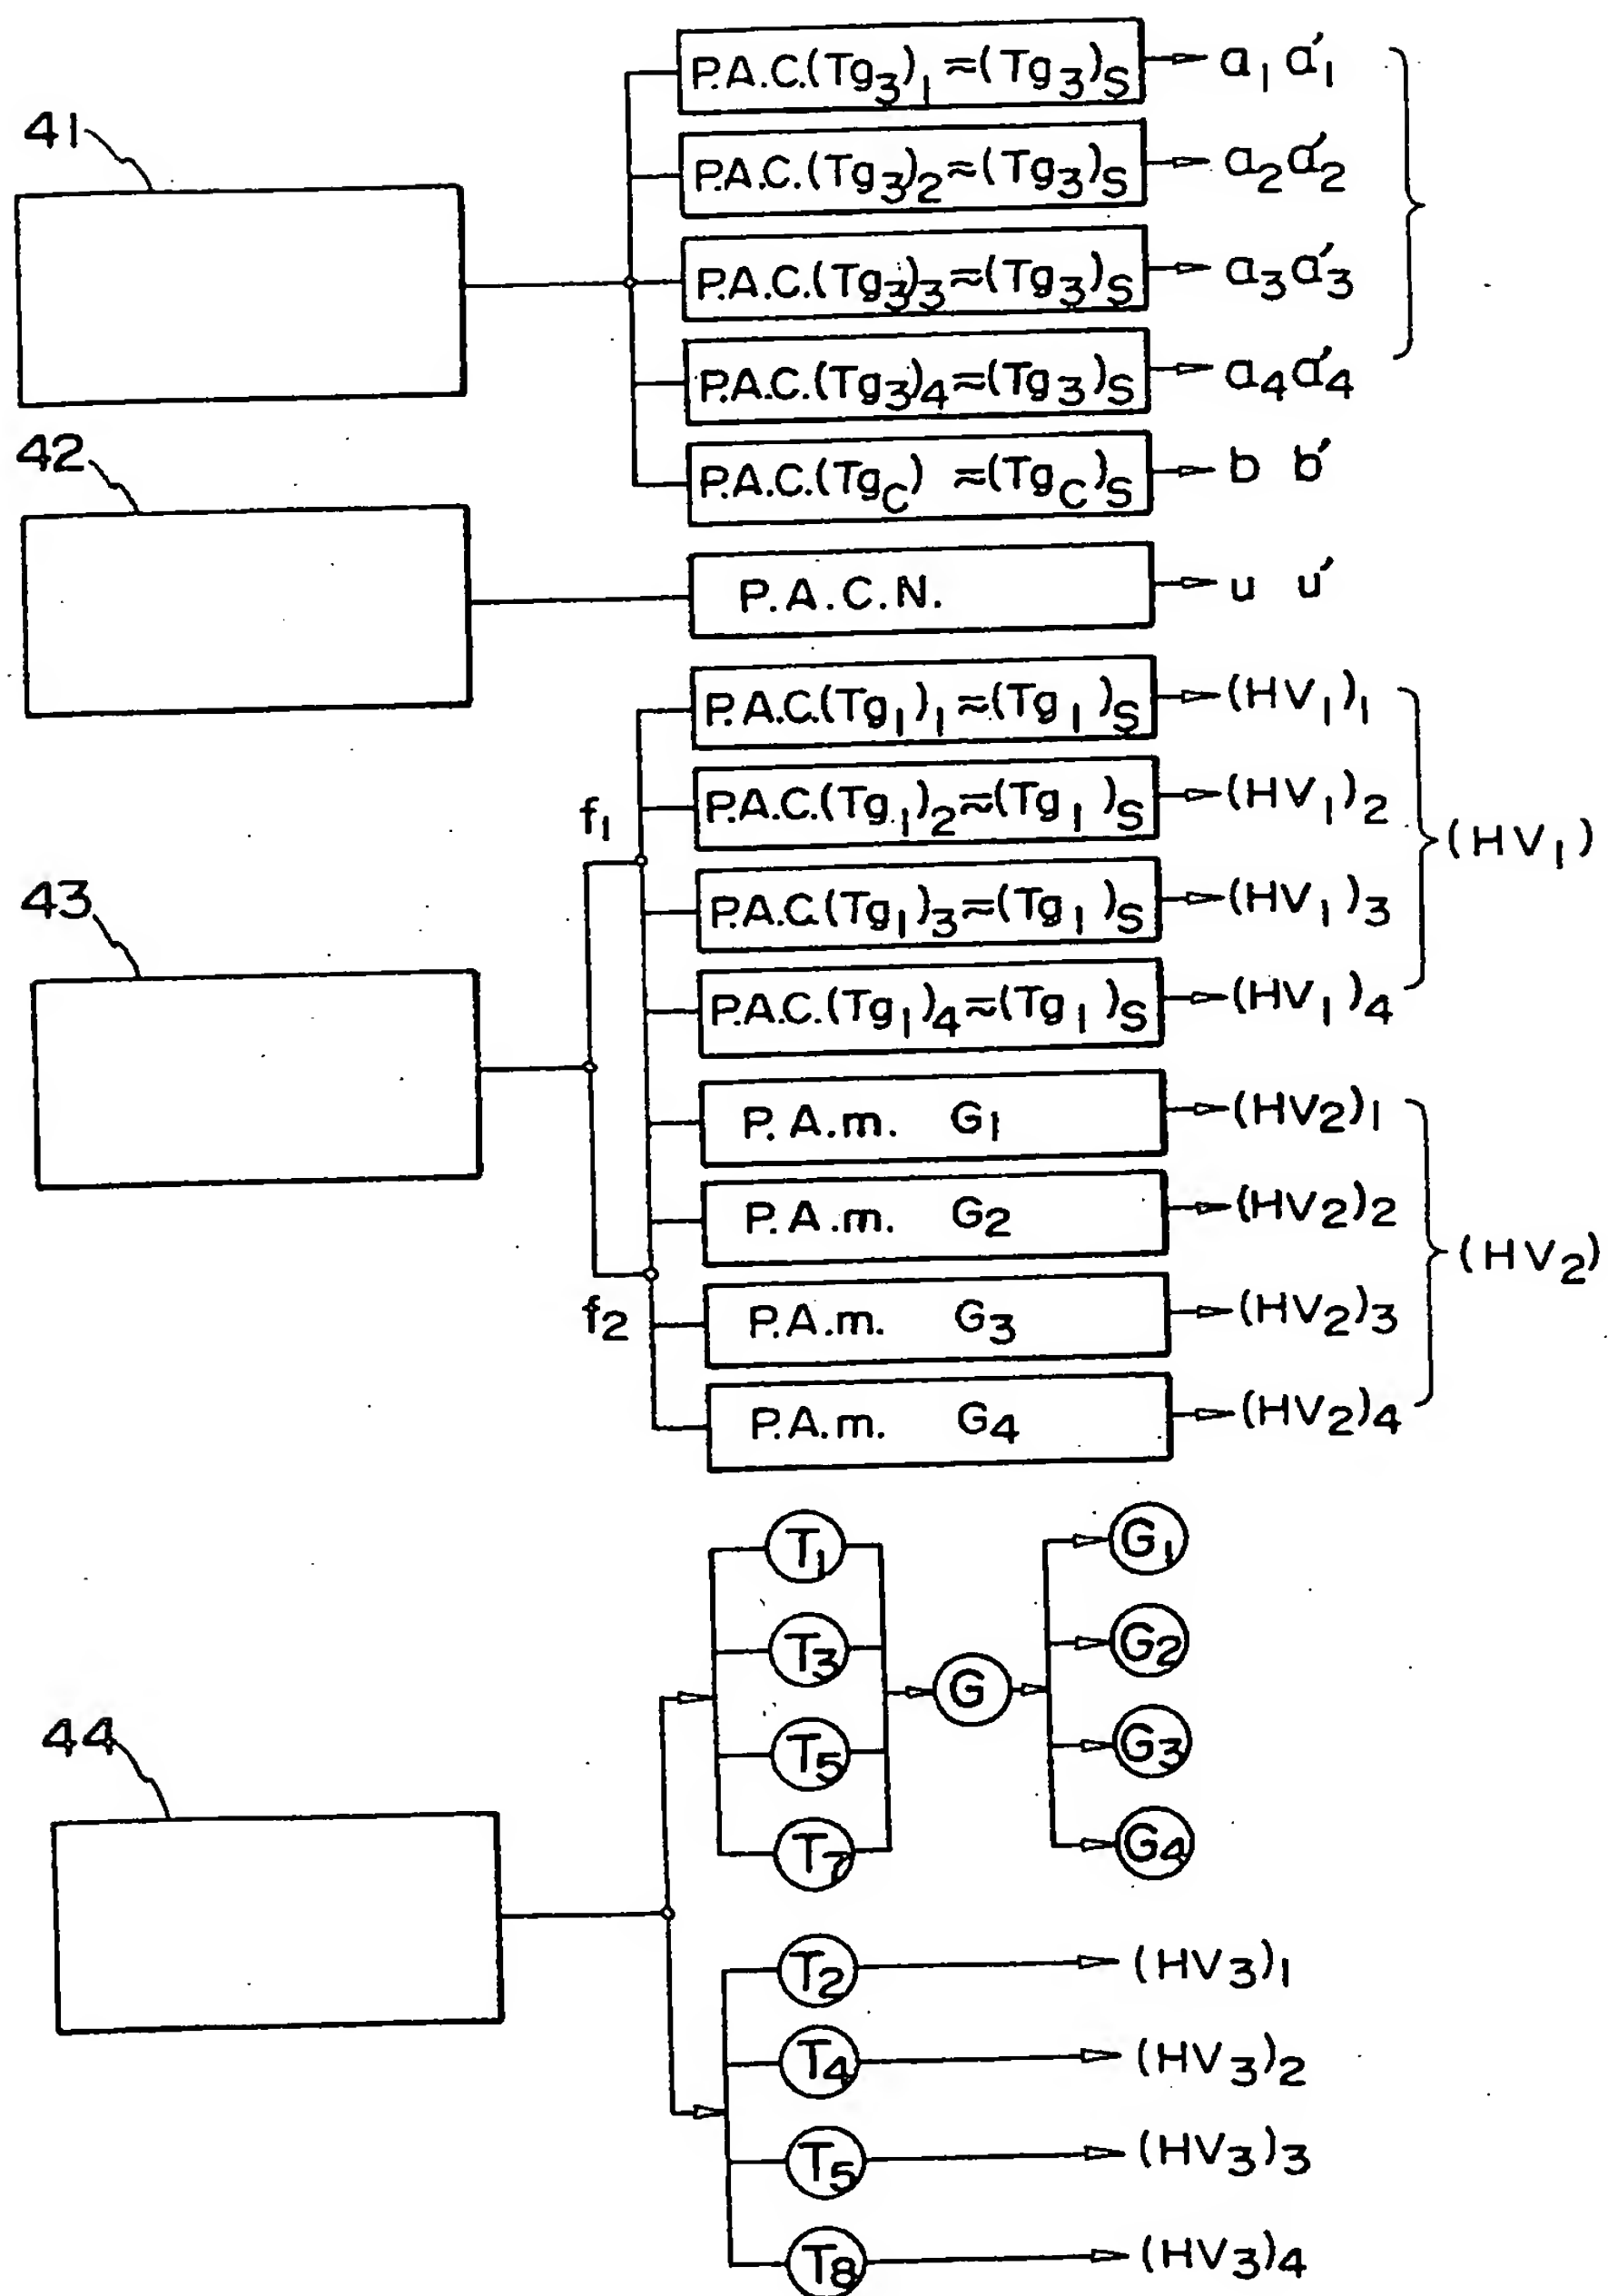 41
P.A.C.(Tg3)1≈(Tg3)S a1 a'1
P.A.C.(Tg3)2≈(Tg3)S a2 a'2
P.A.C.(Tg3)3≈(Tg3)S a3 a'3
P.A.C.(Tg3)4≈(Tg3)S a4 a'4
P.A.C.(TgC) ≈(TgC)S b b'
42
P.A.C.N. u u'
43
f1
f2
P.A.C.(Tg1)1≈(Tg1)S (HV1)1
P.A.C.(Tg1)2≈(Tg1)S (HV1)2
P.A.C.(Tg1)3≈(Tg1)S (HV1)3
P.A.C.(Tg1)4≈(Tg1)S (HV1)4
(HV1)
P.A.m. G1 (HV2)1
P.A.m. G2 (HV2)2
P.A.m. G3 (HV2)3
P.A.m. G4 (HV2)4
(HV2)
44
T1
T3
T5
T7
G
G1
G2
G3
G4
T2 (HV3)1
T4 (HV3)2
T5 (HV3)3
T8 (HV3)4